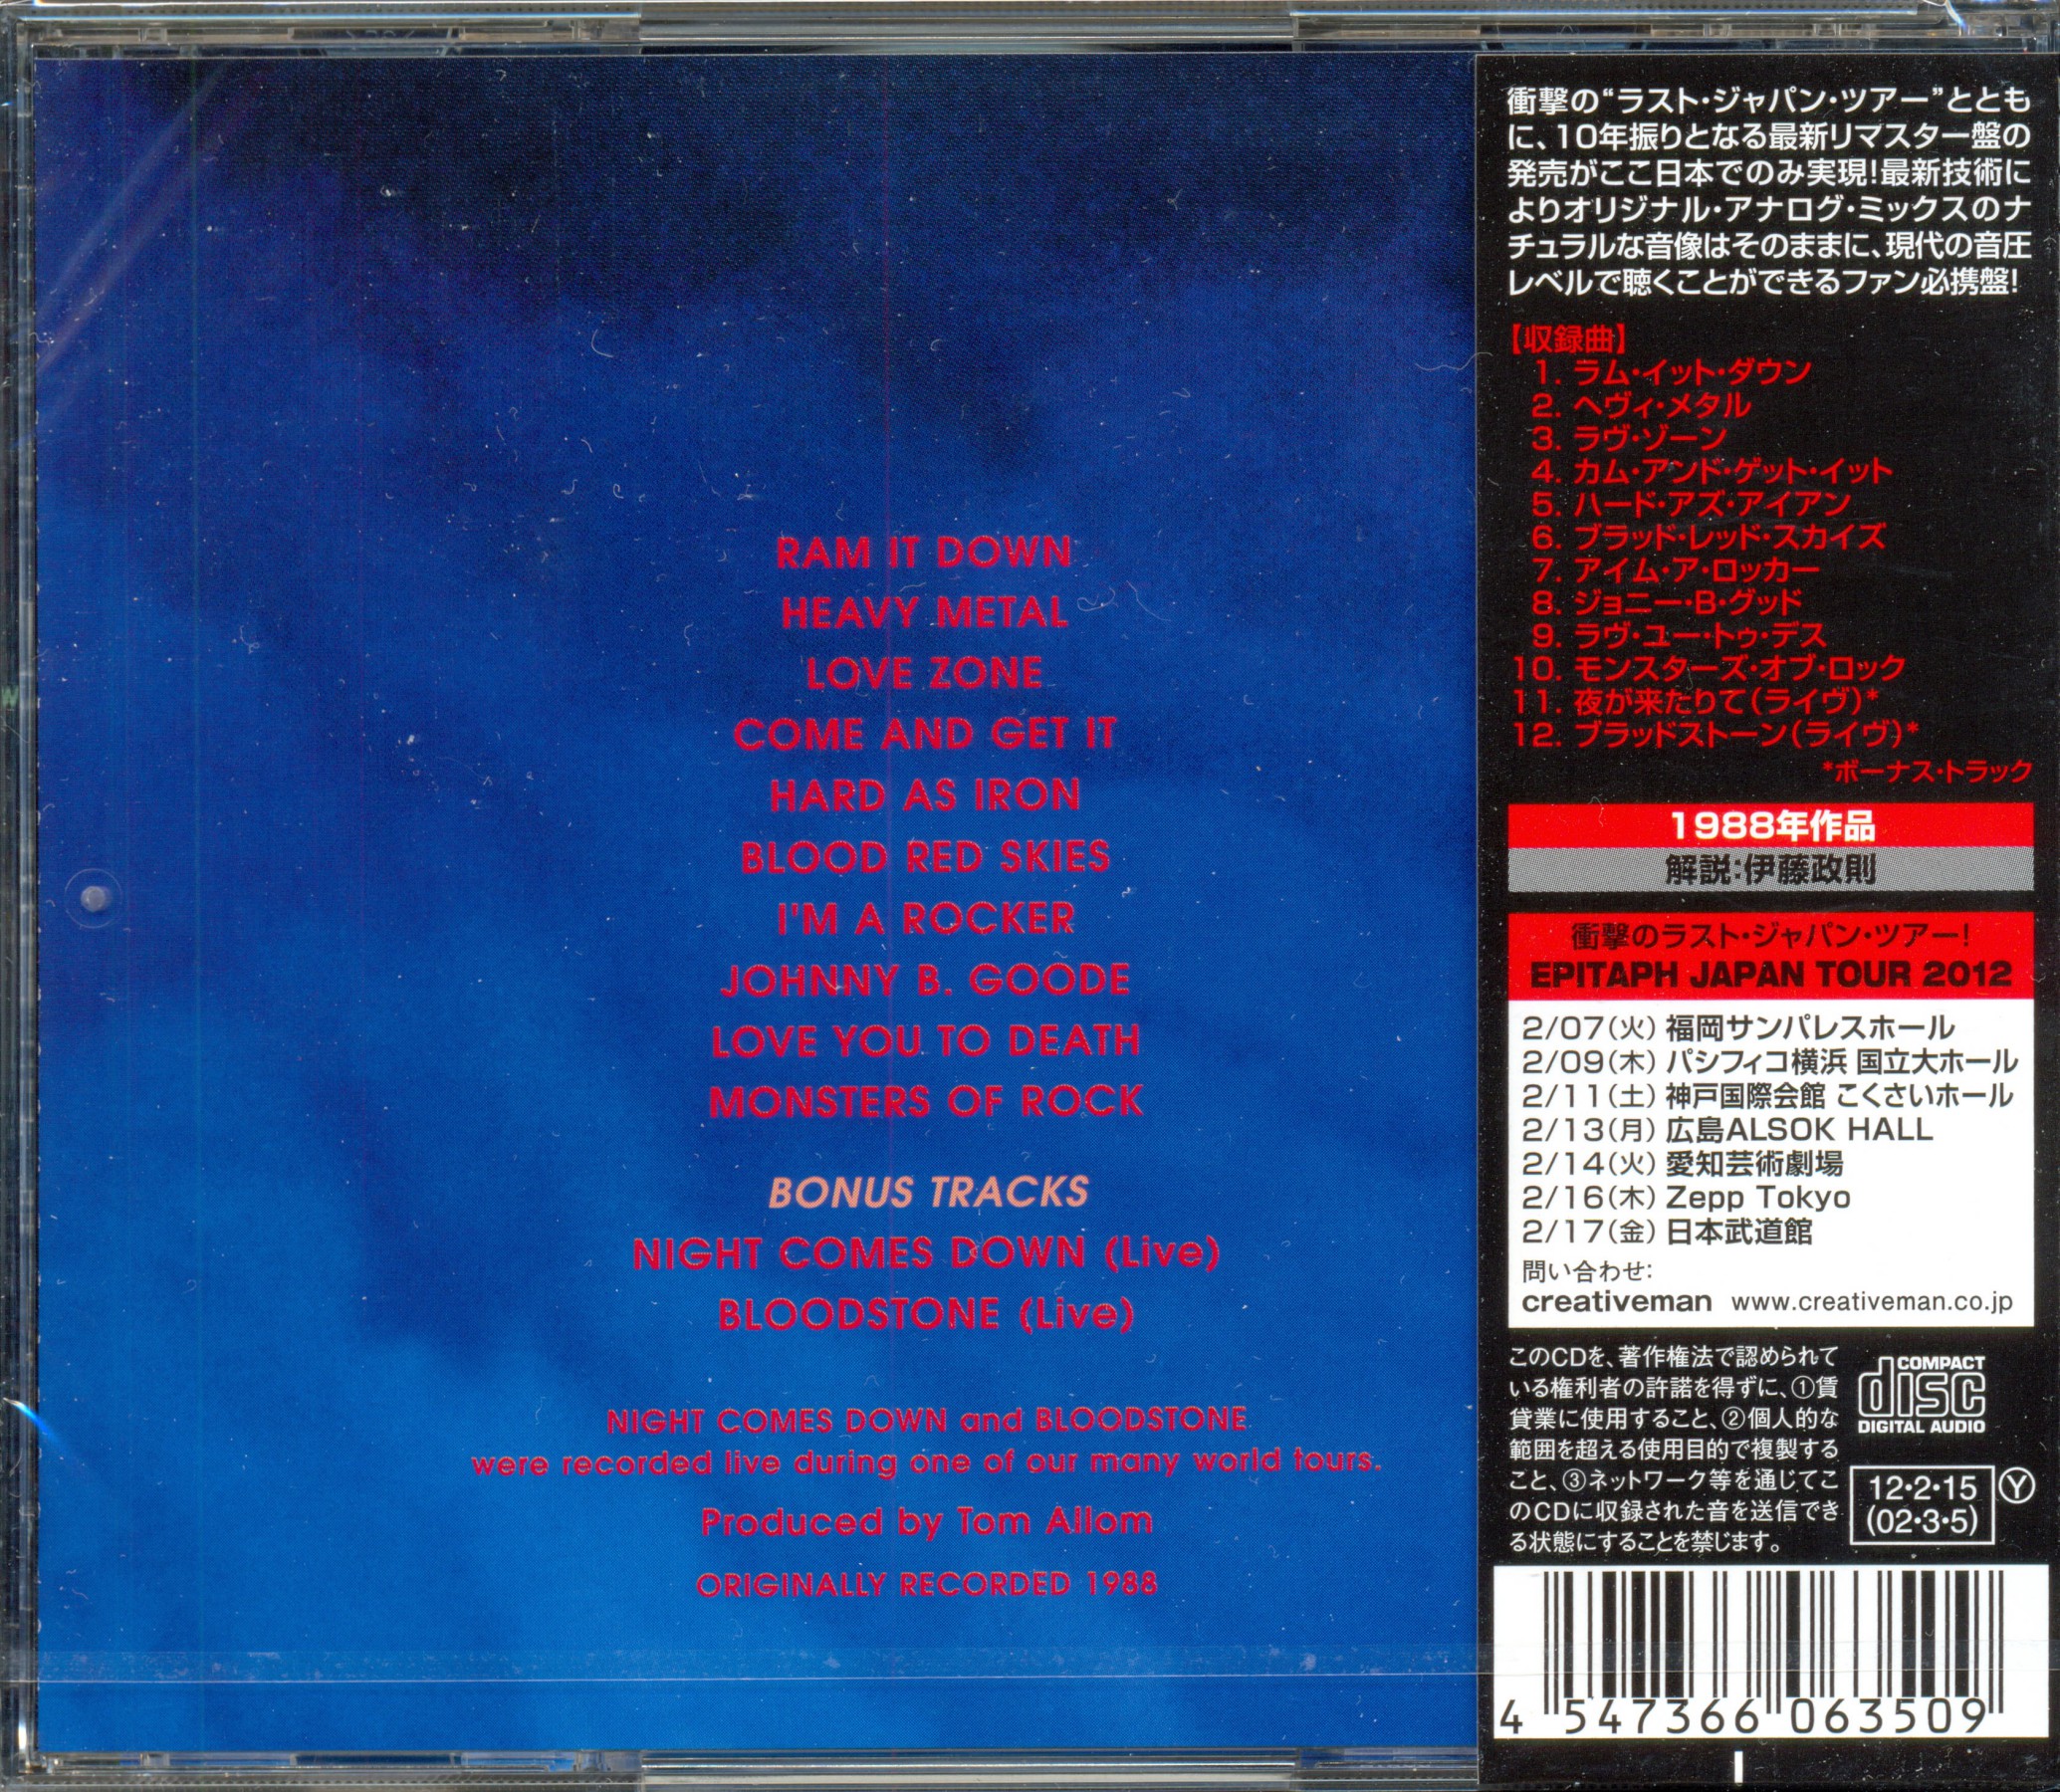 RAM IT DOWN
HEAVY METAL
LOVE ZONE
COME AND GET IT
HARD AS IRON
BLOOD RED SKIES
I'M A ROCKER
JOHNNY B. GOODE
LOVE YOU TO DEATH
MONSTERS OF ROCK
BONUS TRACKS
NIGHT COMES DOWN (Live)
BLOODSTONE (Live)
NIGHT COMES DOWN and BLOODSTONE
were recorded live during one of our many world tours.
Produced by Tom Allom
ORIGINALLY RECORDED 1988
衝撃の“ラスト・ジャパン・ツアー”ととも
に、10年振りとなる最新リマスター盤の
発売がここ日本でのみ実現!最新技術に
よりオリジナル・アナログ・ミックスのナ
チュラルな音像はそのままに、現代の音圧
レベルで聴くことができるファン必携盤!
【収録曲】
1. ラム・イット・ダウン
2. ヘヴィ・メタル
3. ラヴ・ゾーン
4. カム・アンド・ゲット・イット
5. ハード・アズ・アイアン
6. ブラッド・レッド・スカイズ
7. アイム・ア・ロッカー
8. ジョニー・B・グッド
9. ラヴ・ユー・トゥ・デス
10. モンスターズ・オブ・ロック
11. 夜が来たりて(ライヴ)*
12. ブラッドストーン(ライヴ)*
*ボーナス・トラック
1988年作品
解説:伊藤政則
衝撃のラスト・ジャパン・ツアー!
EPITAPH JAPAN TOUR 2012
2/07(火) 福岡サンパレスホール
2/09(木) パシフィコ横浜 国立大ホール
2/11(土) 神戸国際会館 こくさいホール
2/13(月) 広島ALSOK HALL
2/14(火) 愛知芸術劇場
2/16(木) Zepp Tokyo
2/17(金) 日本武道館
問い合わせ:
creativeman www.creativeman.co.jp
このCDを、著作権法で認められて
いる権利者の許諾を得ずに、①賃
貸業に使用すること、②個人的な
範囲を超える使用目的で複製する
こと、③ネットワーク等を通じてこ
のCDに収録された音を送信でき
る状態にすることを禁じます。
COMPACT
disc
DIGITAL AUDIO
12・2・15 Y
(02・3・5)
4 547366 063509